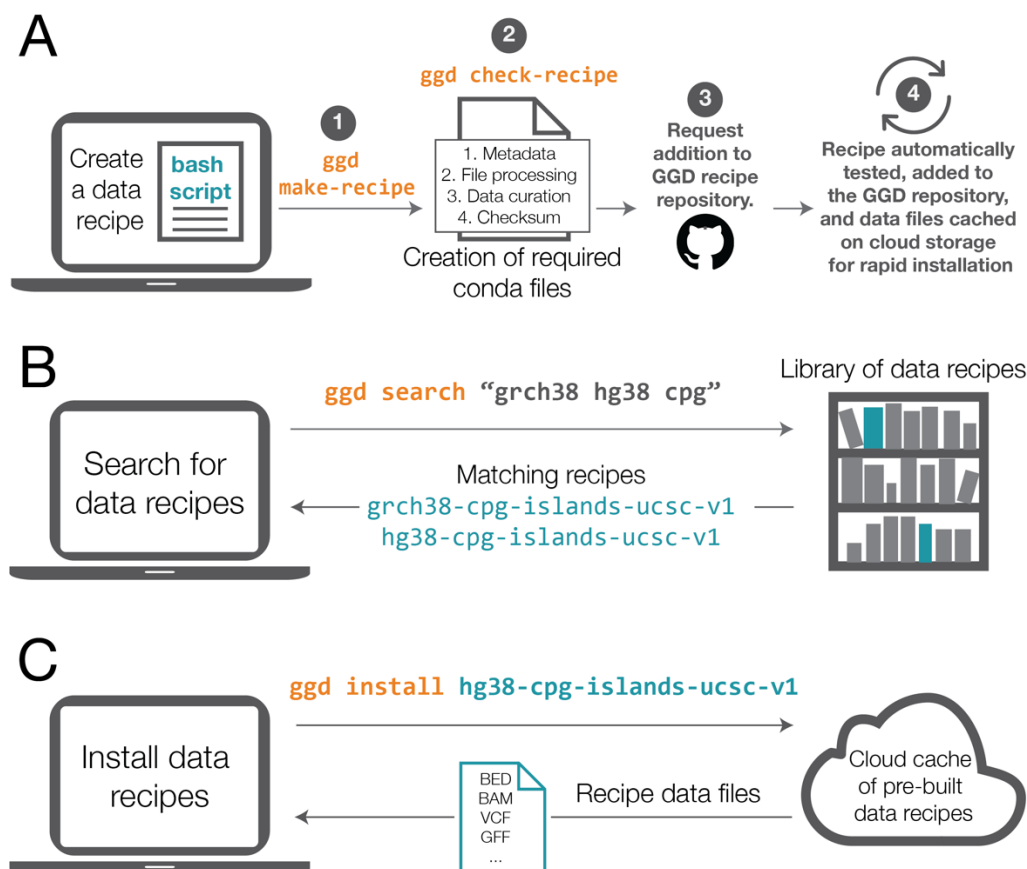 A
Create
a data
recipe
bash
script
1
ggd
make-recipe
2
ggd check-recipe
1. Metadata
2. File processing
3. Data curation
4. Checksum
Creation of required
conda files
3
Request
addition to
GGD recipe
repository.
4
Recipe automatically
tested, added to
the GGD repository,
and data files cached
on cloud storage
for rapid installation
B
Search for
data recipes
ggd search “grch38 hg38 cpg”
Matching recipes
grch38-cpg-islands-ucsc-v1
hg38-cpg-islands-ucsc-v1
Library of data recipes
C
Install data
recipes
ggd install hg38-cpg-islands-ucsc-v1
BED
BAM
VCF
GFF
...
Recipe data files
Cloud cache
of pre-built
data recipes